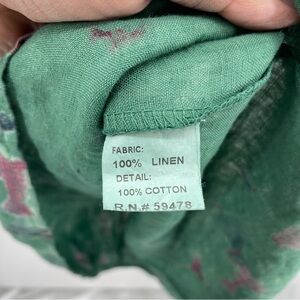 FABRIC:
100% LINEN
DETAIL:
100% COTTON
R.N.# 59478